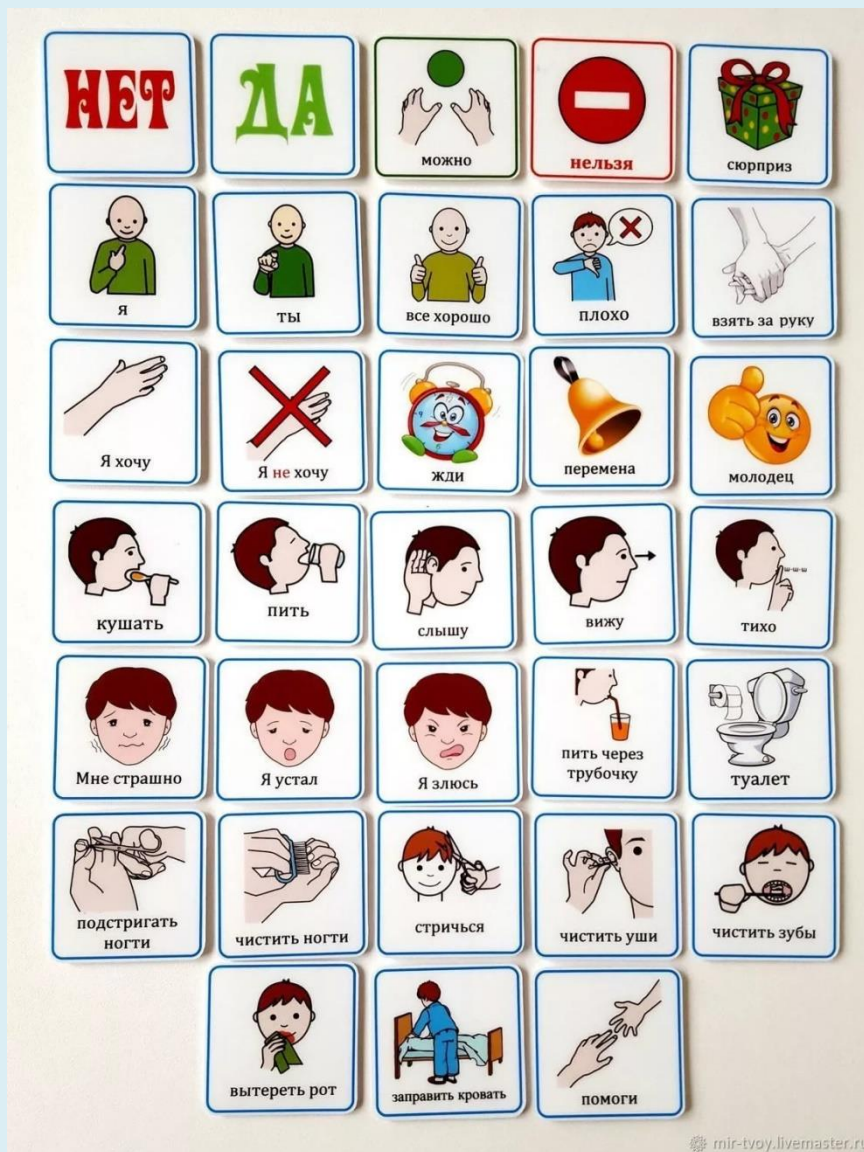 НЕТ
ДА
можно
нельзя
сюрприз
я
ты
все хорошо
плохо
взять за руку
Я хочу
Я не хочу
жди
перемена
молодец
кушать
пить
слышу
вижу
ш-ш-ш
тихо
Мне страшно
Я устал
Я злюсь
пить через
трубочку
туалет
подстригать
ногти
чистить ногти
стричься
чистить уши
чистить зубы
вытереть рот
заправить кровать
помоги
mir-tvoy.livemaster.ru